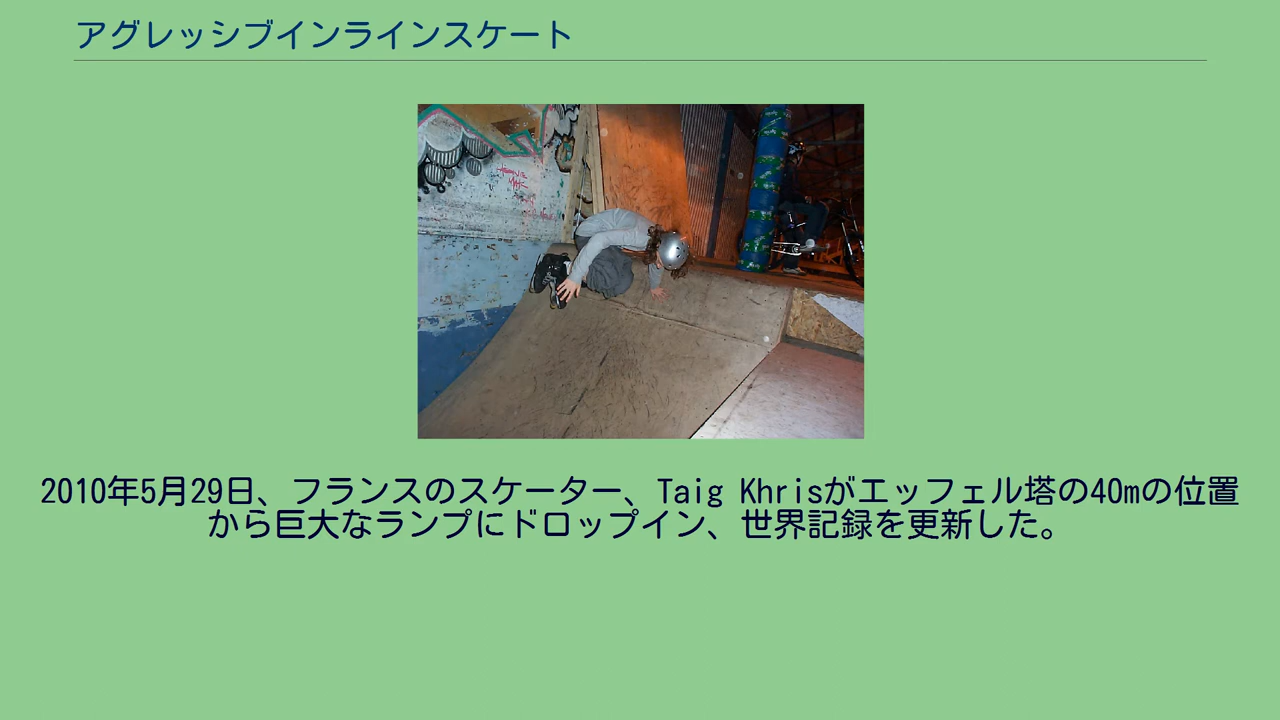 アグレッシブインラインスケート
2010年5月29日、フランスのスケーター、Taig Khrisがエッフェル塔の40mの位置
から巨大なランプにドロップイン、世界記録を更新した。